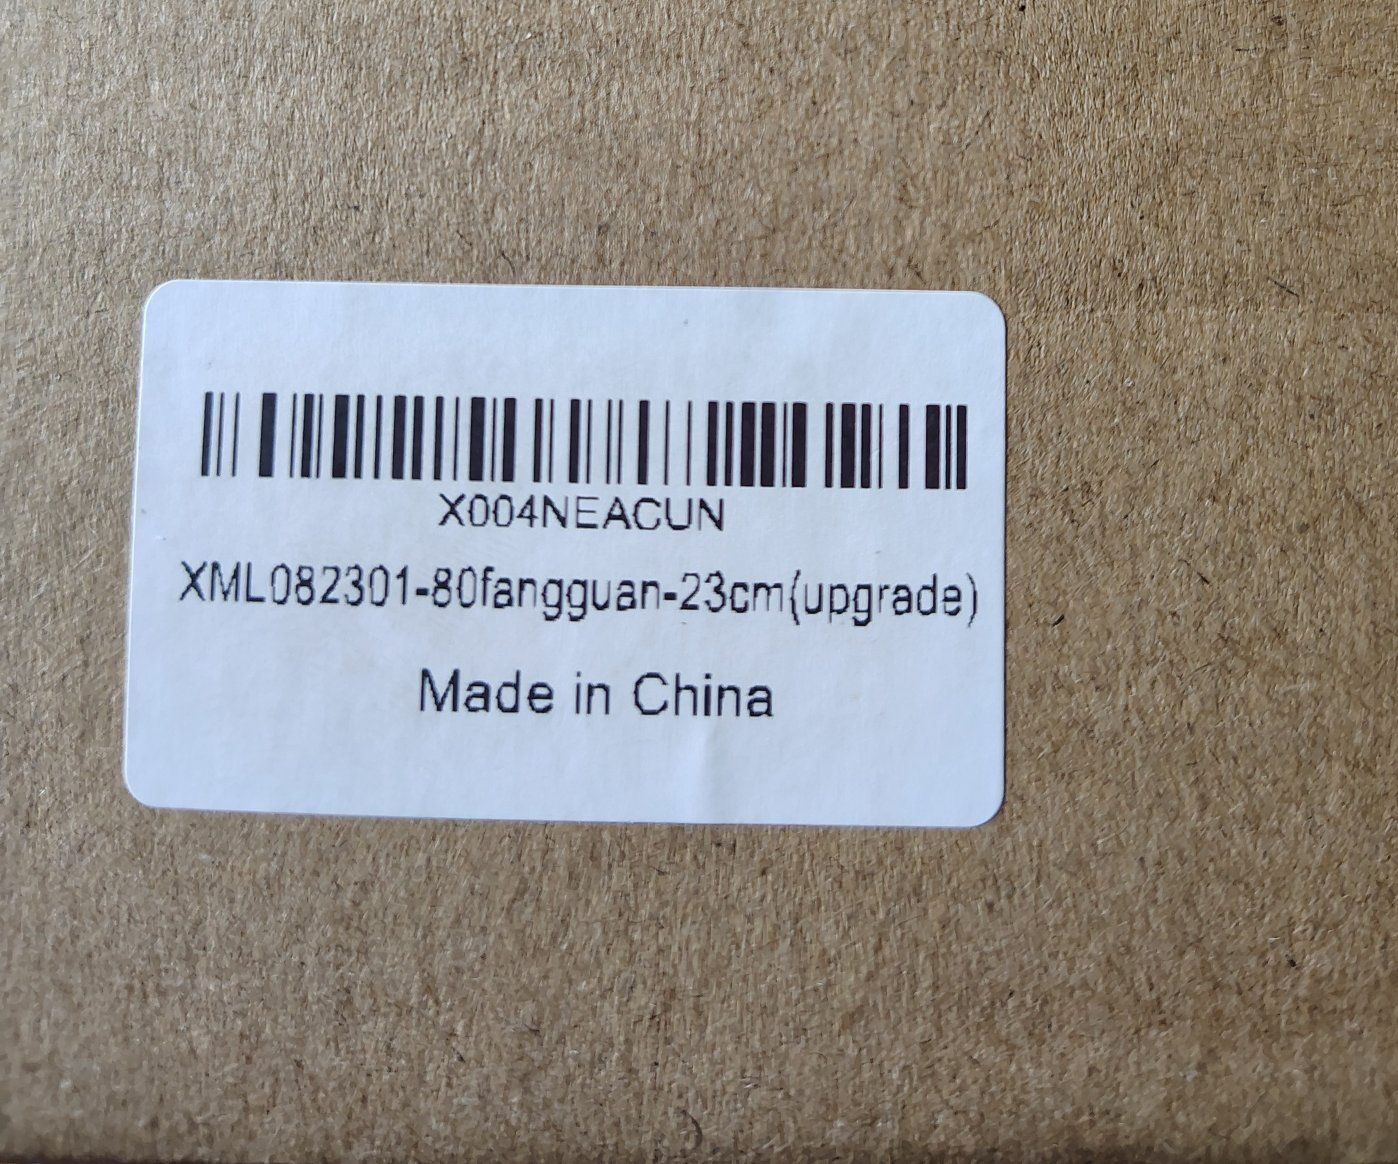 X004NEACUN
XML082301-80fangguan-23cm(upgrade)
Made in China